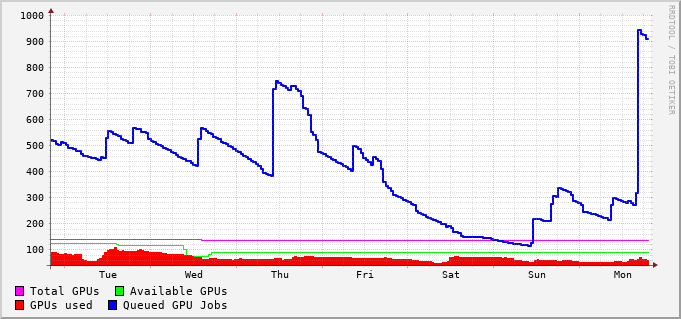 1000
900
800
700
600
500
400
300
200
100
Tue Wed Thu Fri Sat Sun Mon
Total GPUs Available GPUs
GPUs used Queued GPU Jobs
RRDTOOL / TOBI OETIKER